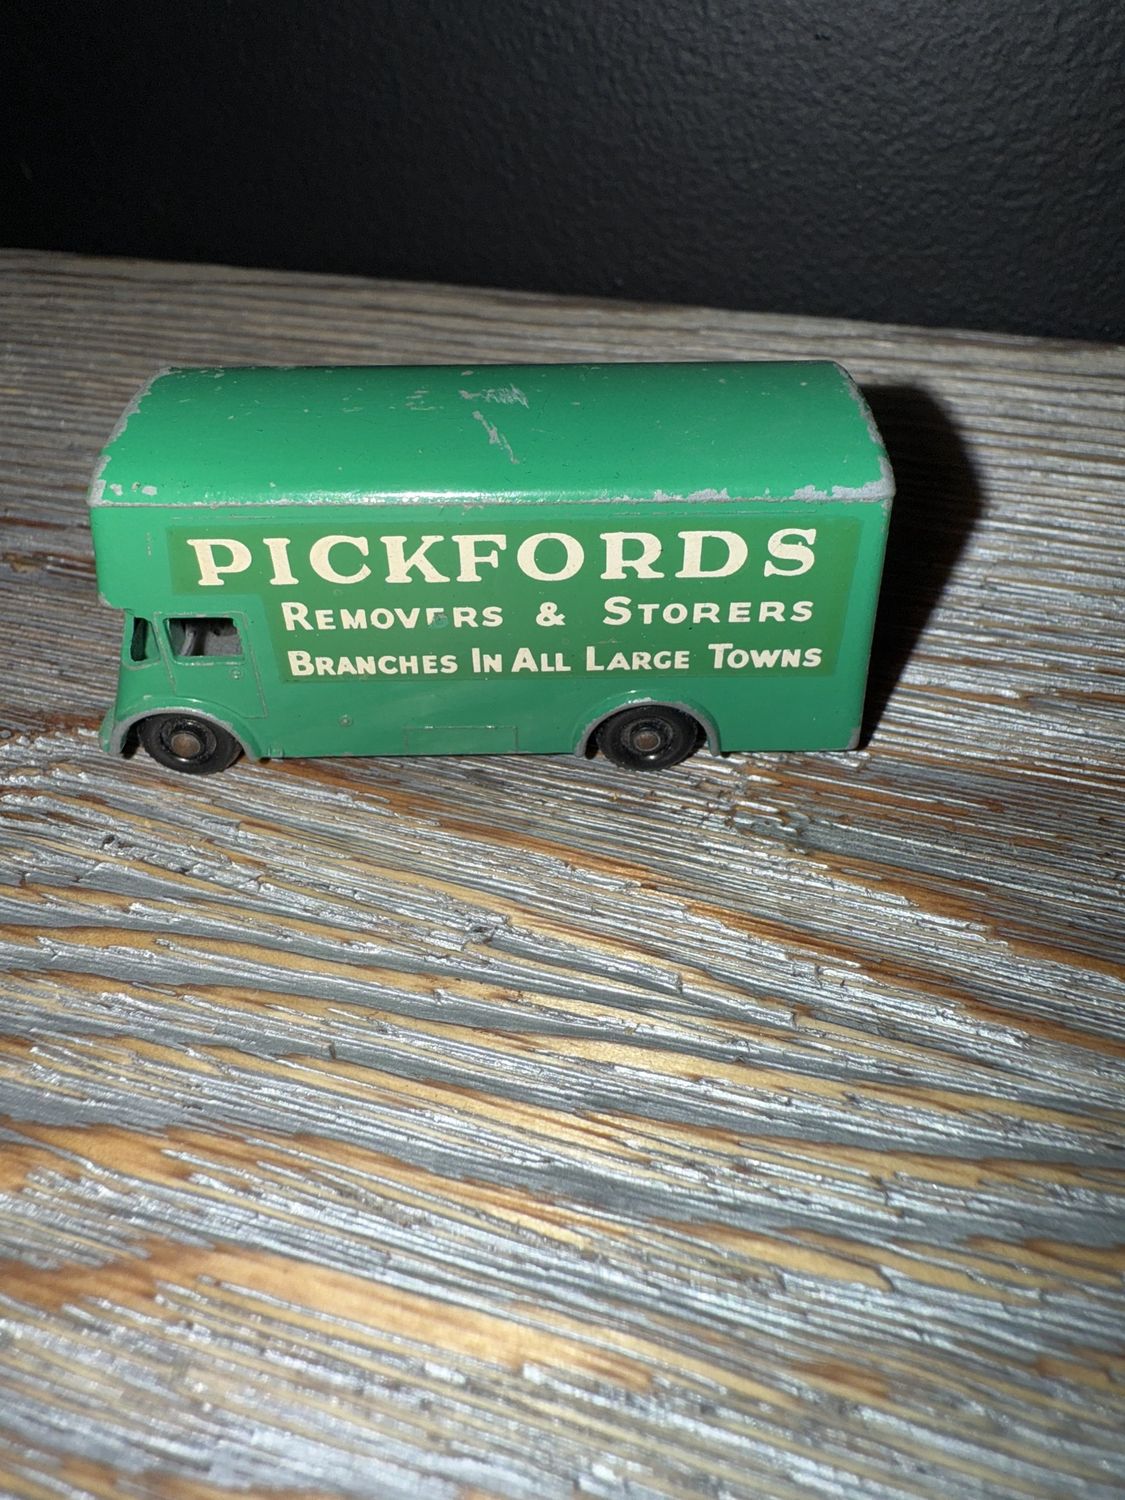 PICKFORDS
REMOVERS & STORERS
BRANCHES IN ALL LARGE TOWNS